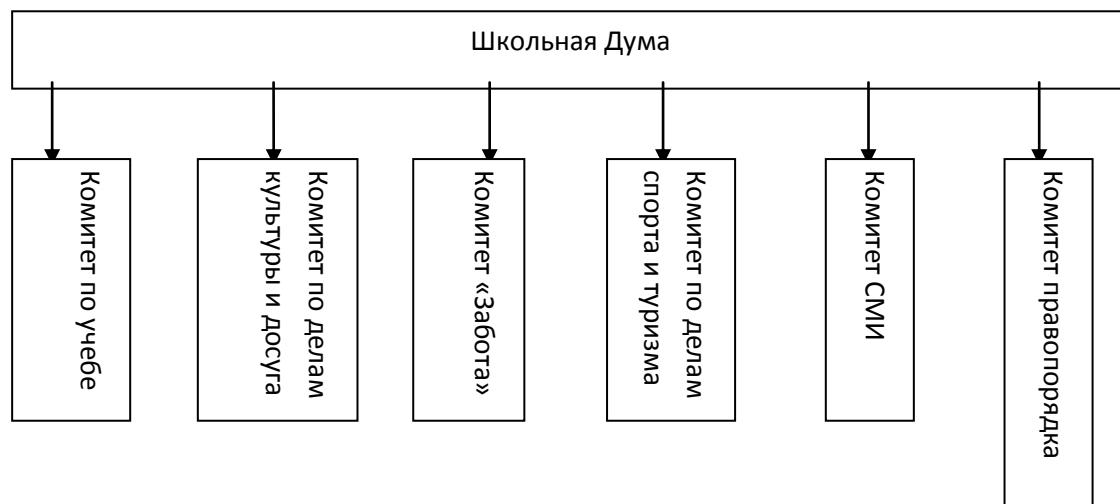 Школьная Дума
Комитет по учебе
Комитет по делам
культуры и досуга
Комитет «Забота»
Комитет по делам
спорта и туризма
Комитет СМИ
Комитет правопорядка